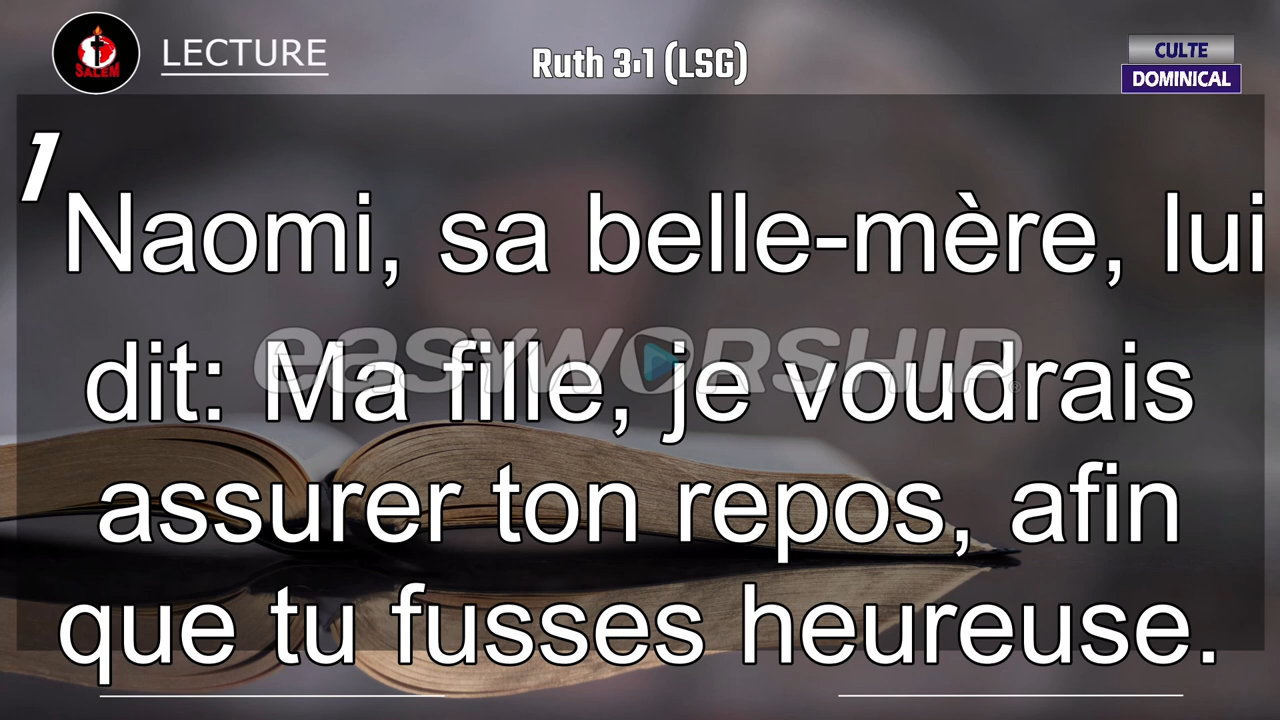 SALEM
LECTURE
Ruth 3:1 (LSG)
CULTE
DOMINICAL
1
Naomi, sa belle-mère, lui
dit: Ma fille, je voudrais
easyworship®
assurer ton repos, afin
que tu fusses heureuse.